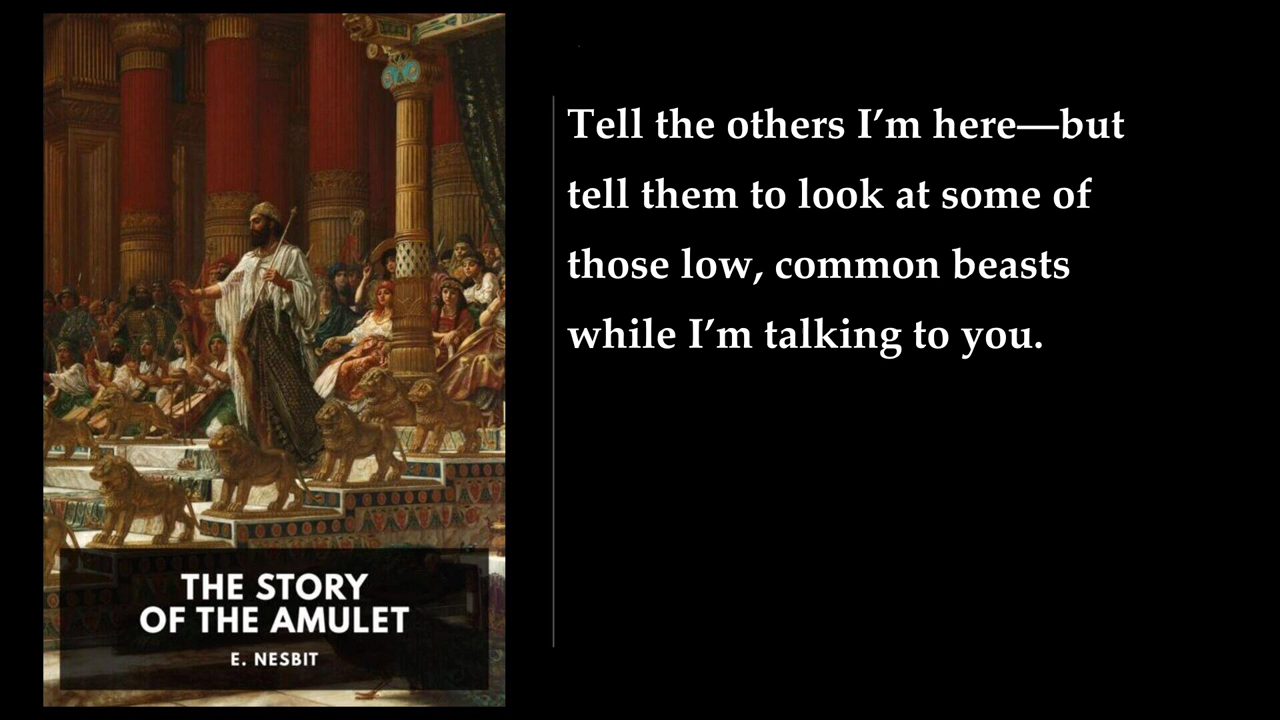 Tell the others I’m here—but
tell them to look at some of
those low, common beasts
while I’m talking to you.
THE STORY
OF THE AMULET
E. NESBIT